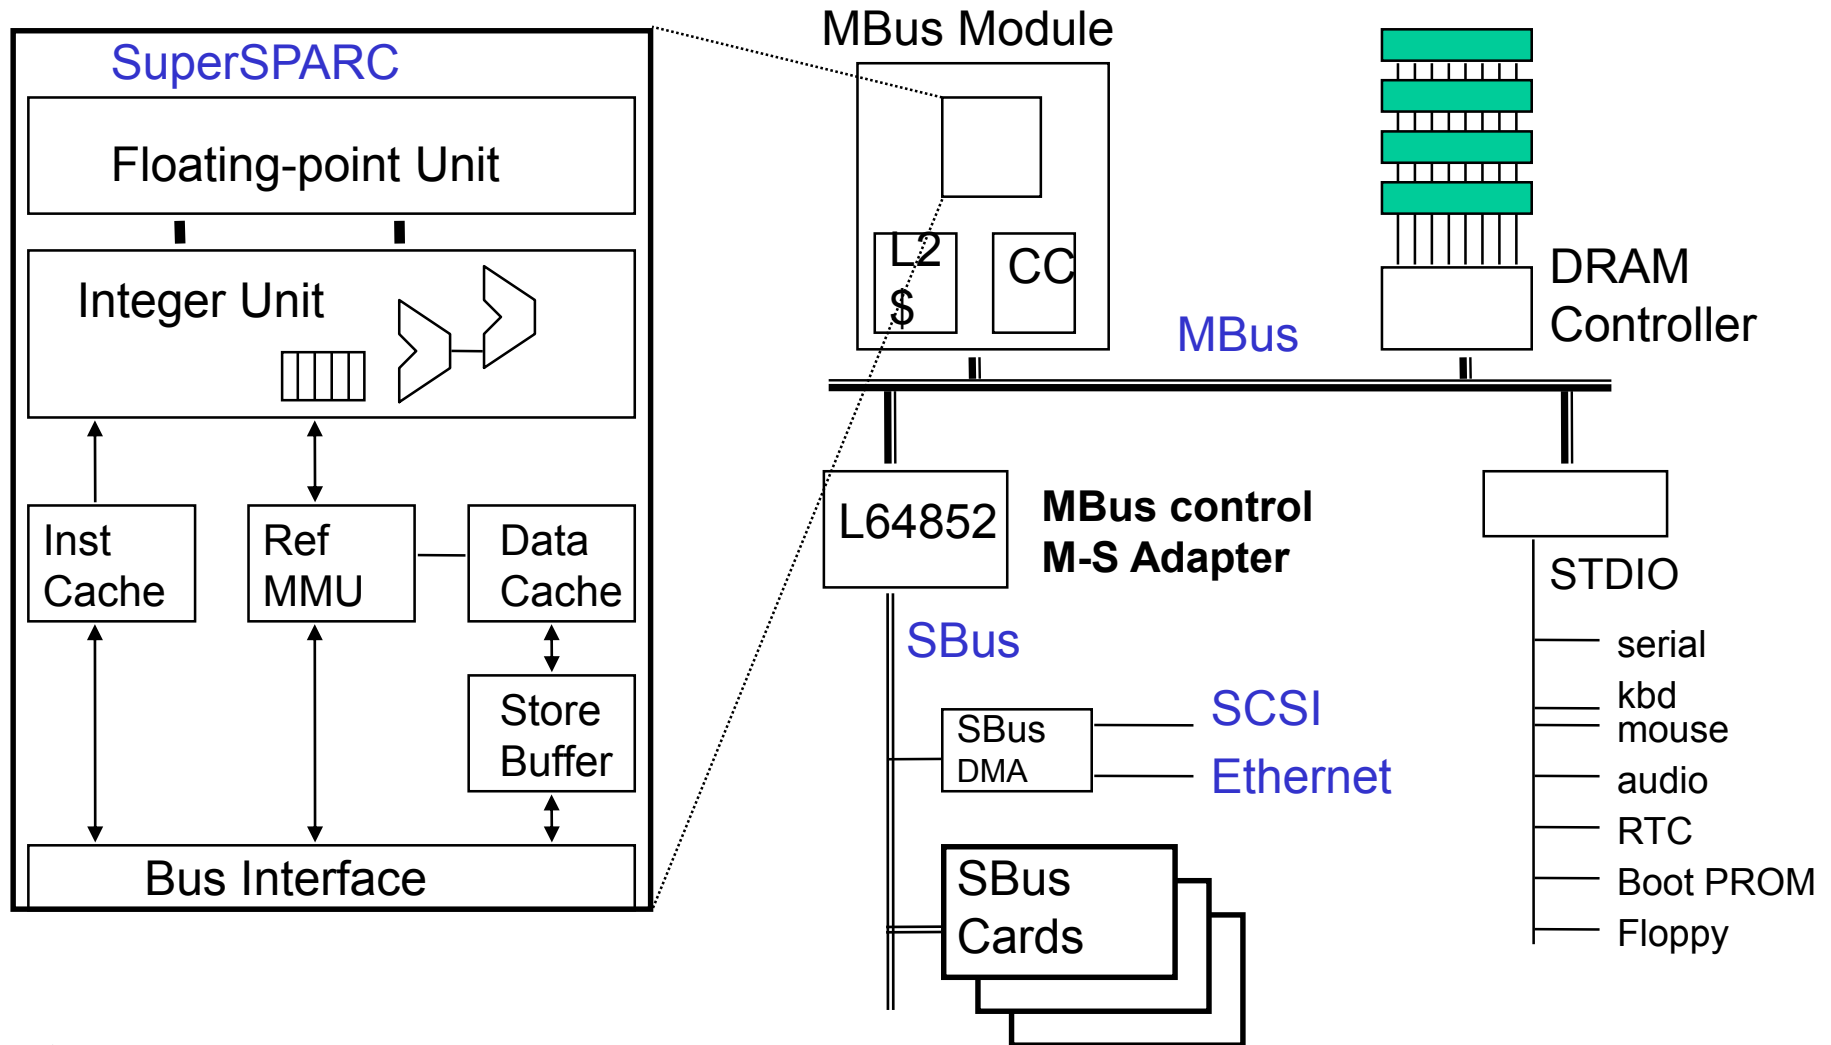 SuperSPARC
Floating-point Unit
Integer Unit
Inst
Cache
Ref
MMU
Data
Cache
Store
Buffer
Bus Interface
MBus Module
L2
$
CC
MBus
DRAM
Controller
L64852
MBus control
M-S Adapter
STDIO
SBus
serial
kbd
mouse
audio
RTC
Boot PROM
Floppy
SBus
DMA
SCSI
Ethernet
SBus
Cards